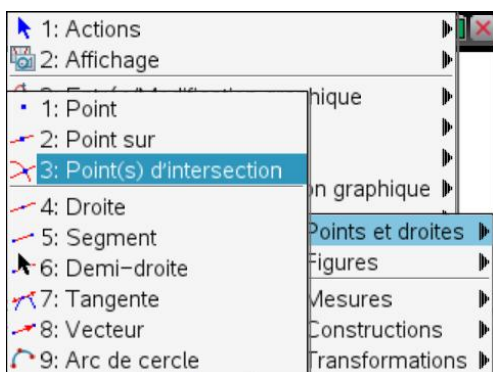 1: Actions
2: Affichage
hique
1: Point
2: Point sur
3: Point(s) d'intersection
n graphique
4: Droite
Points et droites
5: Segment
Figures
6: Demi-droite
7: Tangente
Mesures
8: Vecteur
Constructions
9: Arc de cercle
Transformations